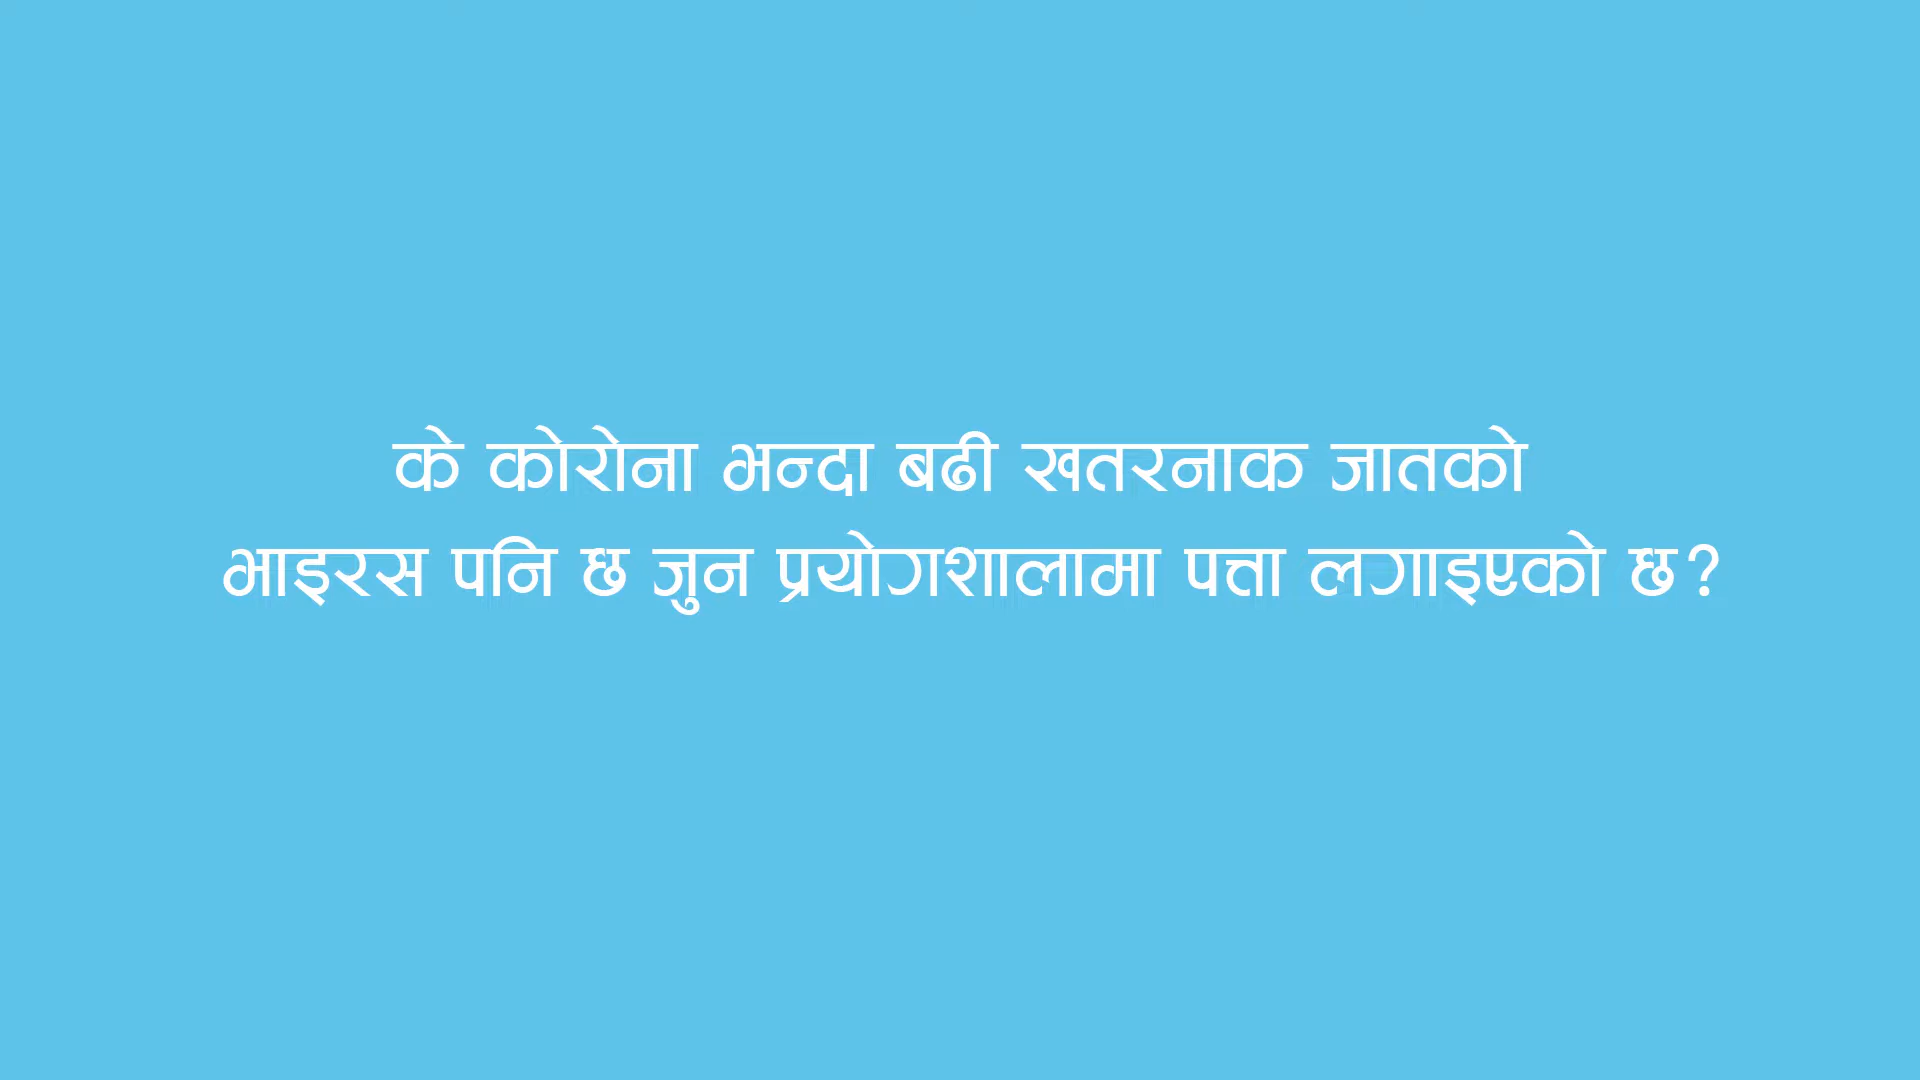 के कोरोना भन्दा बढी खतरनाक जातको
भाइरस पनि छ जुन प्रयोगशालामा पत्ता लगाइएको छ?